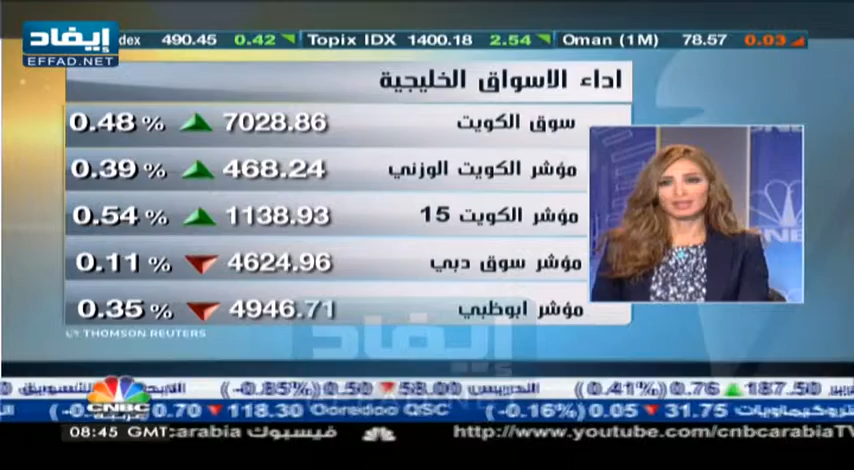 إيفاد
EFFAD.NET
dex 490.45 0.42 Topix IDX 1400.18 2.54 Oman (1M) 78.57 0.03
اداء الاسواق الخليجية
سوق الكويت 7028.86 0.48 %
مؤشر الكويت الوزني 468.24 0.39 %
مؤشر الكويت 15 1138.93 0.54 %
مؤشر سوق دبي 4624.96 0.11 %
مؤشر ابوظبي 4946.71 0.35 %
THOMSON REUTERS
إيفاد
187.50 0.76 (0.41%) الدريس 58.00 0.50 (-0.85%)
31.75 0.05 (-0.16%) Ooredoo QSC 118.30 0.70
CNBC
عربية
08:45 GMT :arabia فيسبوك http://www.youtube.com/cnbcarabiaTV